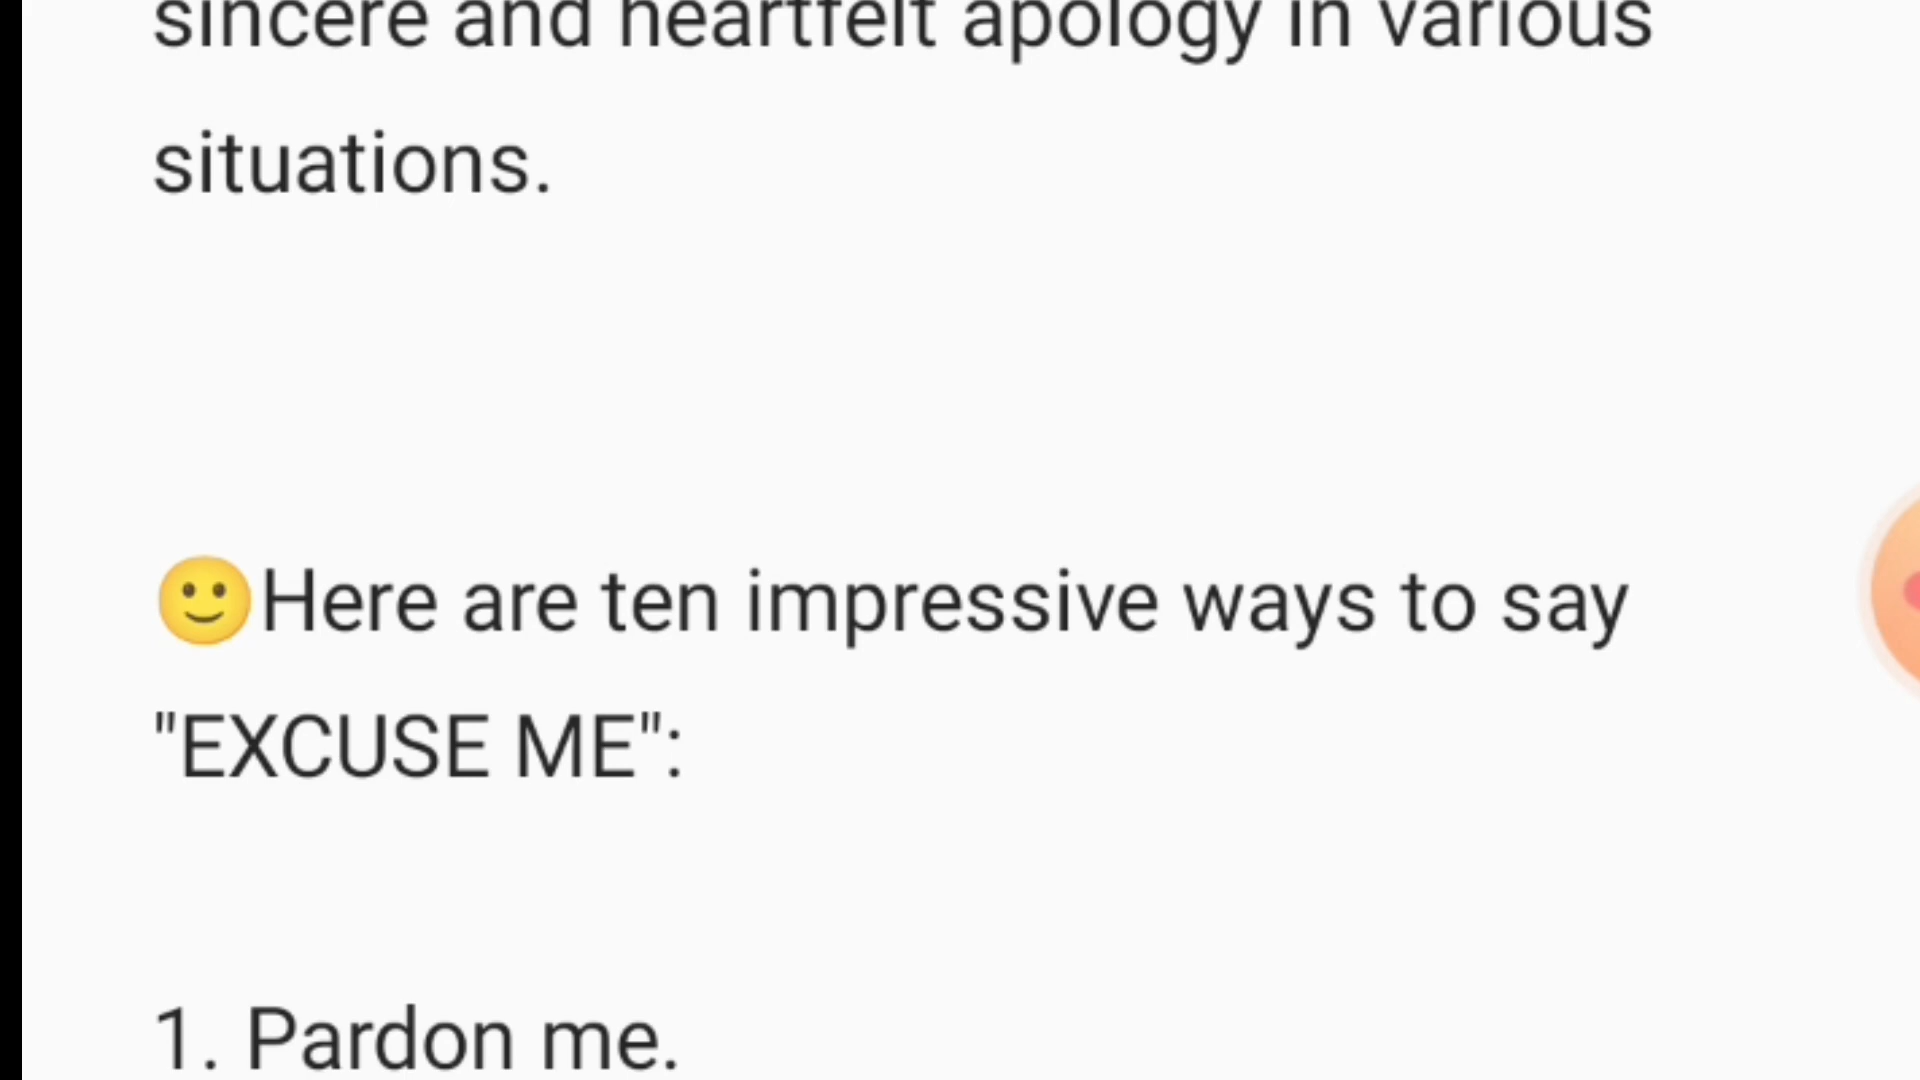 sincere and heartfelt apology in various
situations.
🙂Here are ten impressive ways to say
"EXCUSE ME":
1. Pardon me.